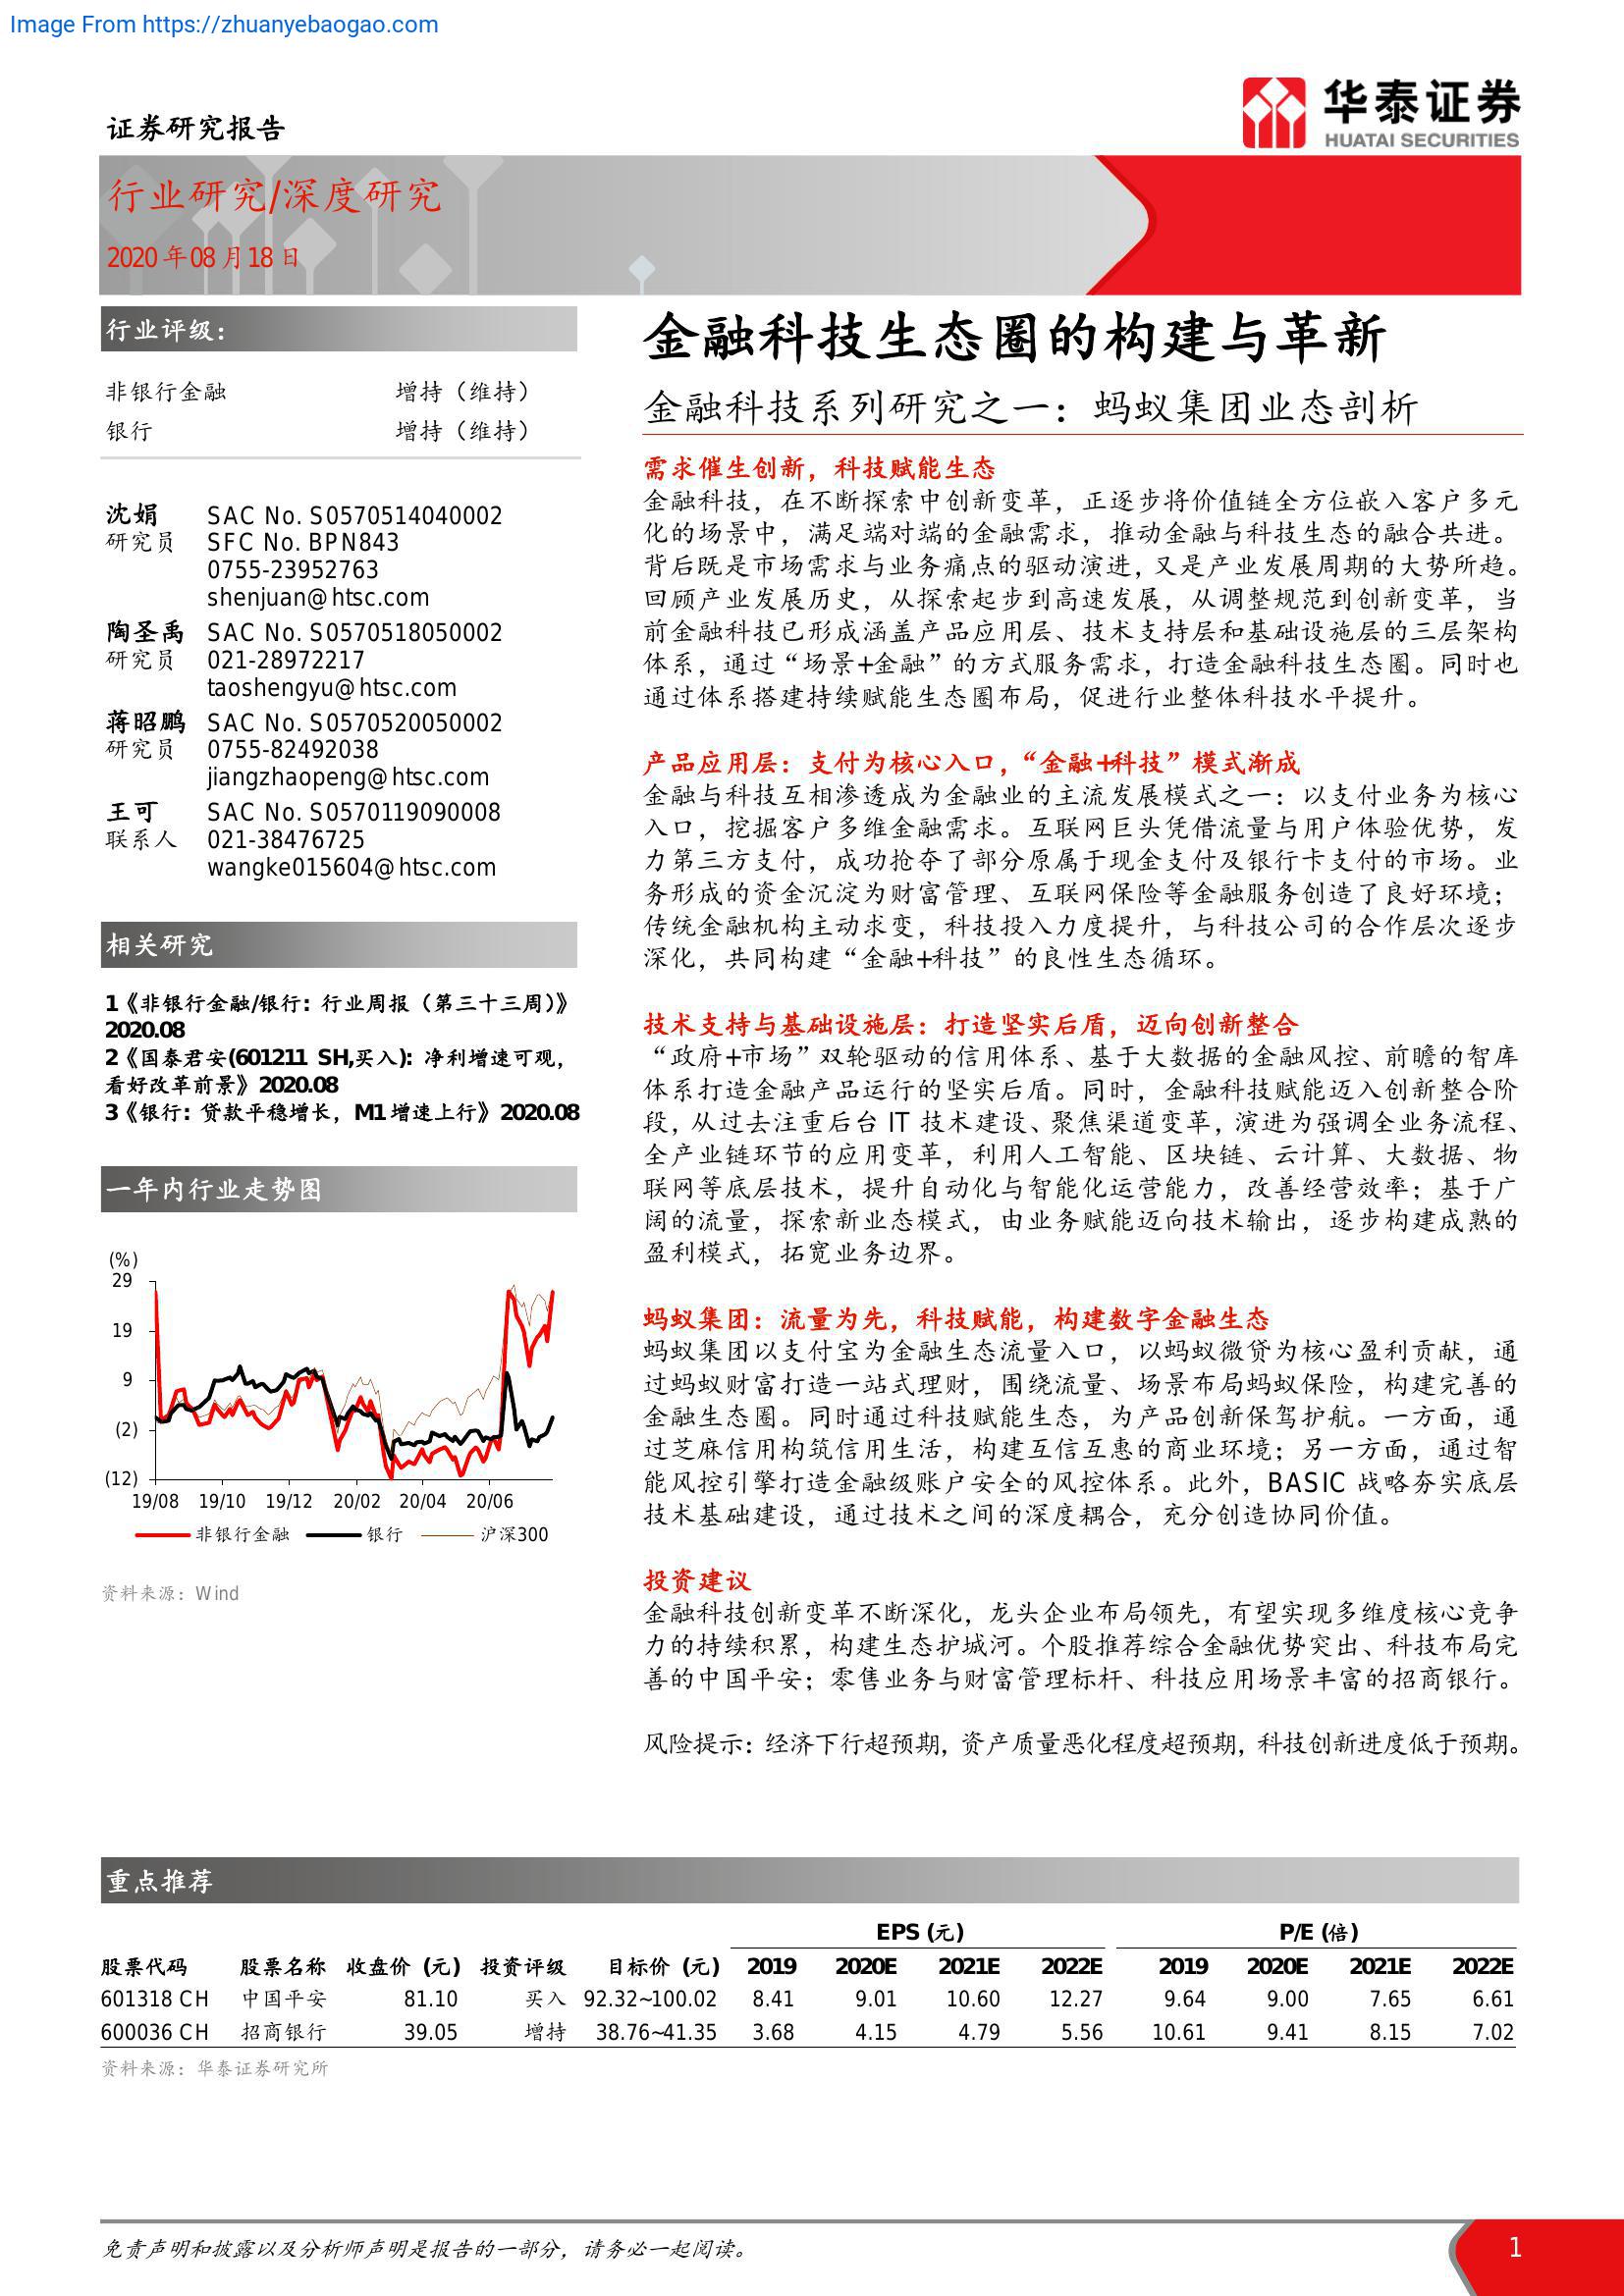 Image From https://zhuanyebaogao.com
华泰证券
HUATAI SECURITIES
证券研究报告
行业研究/深度研究
2020年08月18日
行业评级：
非银行金融 增持（维持）
银行 增持（维持）
沈娟 SAC No. S0570514040002
研究员 SFC No. BPN843
0755-23952763
shenjuan@htsc.com
陶圣禹 SAC No. S0570518050002
研究员 021-28972217
taoshengyu@htsc.com
蒋昭鹏 SAC No. S0570520050002
研究员 0755-82492038
jiangzhaopeng@htsc.com
王可 SAC No. S0570119090008
联系人 021-38476725
wangke015604@htsc.com
相关研究
1《非银行金融/银行: 行业周报（第三十三周）》
2020.08
2《国泰君安(601211 SH,买入): 净利增速可观，
看好改革前景》2020.08
3《银行: 贷款平稳增长，M1增速上行》2020.08
一年内行业走势图
(%)
29
19
9
(2)
(12)
19/08 19/10 19/12 20/02 20/04 20/06
非银行金融 银行 沪深300
资料来源：Wind
金融科技生态圈的构建与革新
金融科技系列研究之一：蚂蚁集团业态剖析
需求催生创新，科技赋能生态
金融科技，在不断探索中创新变革，正逐步将价值链全方位嵌入客户多元
化的场景中，满足端对端的金融需求，推动金融与科技生态的融合共进。
背后既是市场需求与业务痛点的驱动演进，又是产业发展周期的大势所趋。
回顾产业发展历史，从探索起步到高速发展，从调整规范到创新变革，当
前金融科技已形成涵盖产品应用层、技术支持层和基础设施层的三层架构
体系，通过“场景+金融”的方式服务需求，打造金融科技生态圈。同时也
通过体系搭建持续赋能生态圈布局，促进行业整体科技水平提升。
产品应用层：支付为核心入口，“金融+科技”模式渐成
金融与科技互相渗透成为金融业的主流发展模式之一：以支付业务为核心
入口，挖掘客户多维金融需求。互联网巨头凭借流量与用户体验优势，发
力第三方支付，成功抢夺了部分原属于现金支付及银行卡支付的市场。业
务形成的资金沉淀为财富管理、互联网保险等金融服务创造了良好环境；
传统金融机构主动求变，科技投入力度提升，与科技公司的合作层次逐步
深化，共同构建“金融+科技”的良性生态循环。
技术支持与基础设施层：打造坚实后盾，迈向创新整合
“政府+市场”双轮驱动的信用体系、基于大数据的金融风控、前瞻的智库
体系打造金融产品运行的坚实后盾。同时，金融科技赋能迈入创新整合阶
段，从过去注重后台 IT 技术建设、聚焦渠道变革，演进为强调全业务流程、
全产业链环节的应用变革，利用人工智能、区块链、云计算、大数据、物
联网等底层技术，提升自动化与智能化运营能力，改善经营效率；基于广
阔的流量，探索新业态模式，由业务赋能迈向技术输出，逐步构建成熟的
盈利模式，拓宽业务边界。
蚂蚁集团：流量为先，科技赋能，构建数字金融生态
蚂蚁集团以支付宝为金融生态流量入口，以蚂蚁微贷为核心盈利贡献，通
过蚂蚁财富打造一站式理财，围绕流量、场景布局蚂蚁保险，构建完善的
金融生态圈。同时通过科技赋能生态，为产品创新保驾护航。一方面，通
过芝麻信用构筑信用生活，构建互信互惠的商业环境；另一方面，通过智
能风控引擎打造金融级账户安全的风控体系。此外，BASIC 战略夯实底层
技术基础建设，通过技术之间的深度耦合，充分创造协同价值。
投资建议
金融科技创新变革不断深化，龙头企业布局领先，有望实现多维度核心竞争
力的持续积累，构建生态护城河。个股推荐综合金融优势突出、科技布局完
善的中国平安；零售业务与财富管理标杆、科技应用场景丰富的招商银行。
风险提示：经济下行超预期，资产质量恶化程度超预期，科技创新进度低于预期。
重点推荐
EPS (元) P/E (倍)
股票代码 股票名称 收盘价 (元) 投资评级 目标价 (元) 2019 2020E 2021E 2022E 2019 2020E 2021E 2022E
601318 CH 中国平安 81.10 买入 92.32~100.02 8.41 9.01 10.60 12.27 9.64 9.00 7.65 6.61
600036 CH 招商银行 39.05 增持 38.76~41.35 3.68 4.15 4.79 5.56 10.61 9.41 8.15 7.02
资料来源：华泰证券研究所
免责声明和披露以及分析师声明是报告的一部分，请务必一起阅读。 1